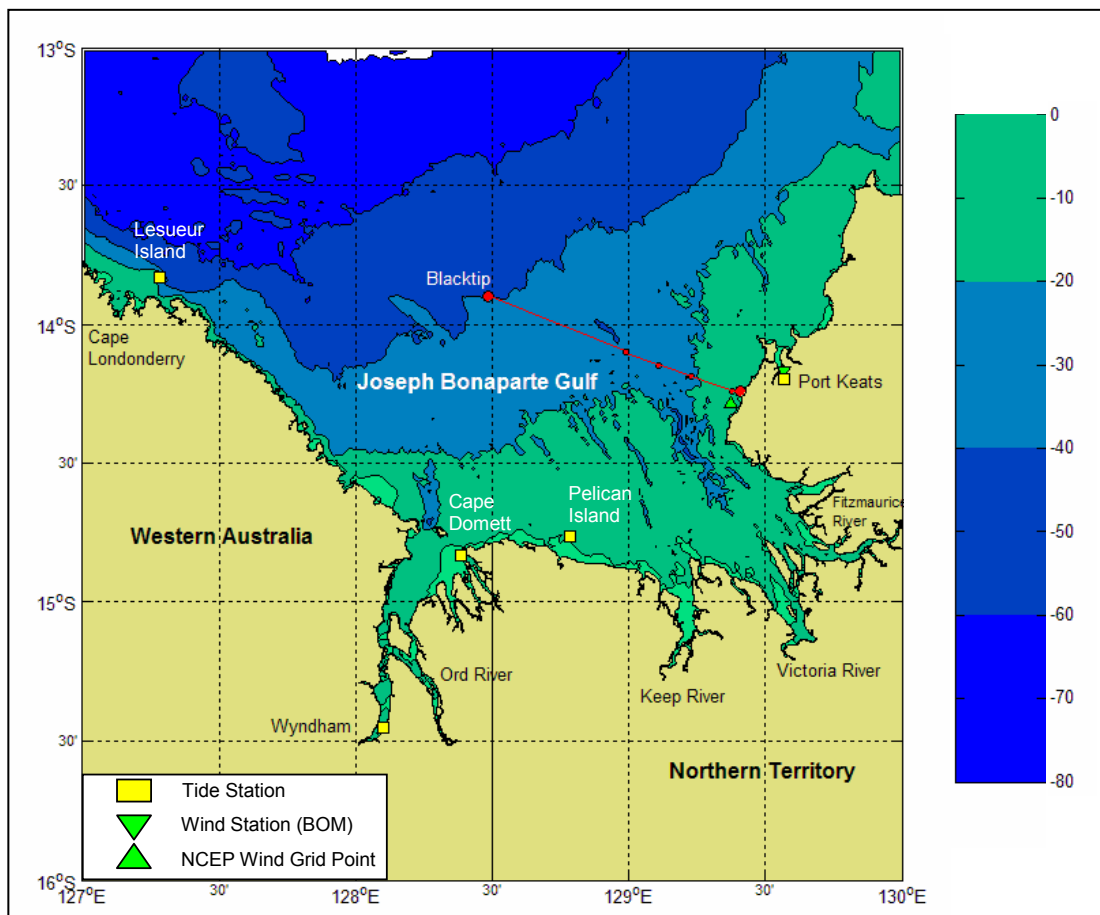 13°S
30'
14°S
30'
15°S
30'
16°S
127°E
30'
128°E
30'
129°E
30'
130°E
Lesueur
Island
Cape
Londonderry
Blacktip
Joseph Bonaparte Gulf
Port Keats
Cape
Domett
Pelican
Island
Fitzmaurice
River
Western Australia
Ord River
Keep River
Victoria River
Wyndham
Northern Territory
Tide Station
Wind Station (BOM)
NCEP Wind Grid Point
0
-10
-20
-30
-40
-50
-60
-70
-80